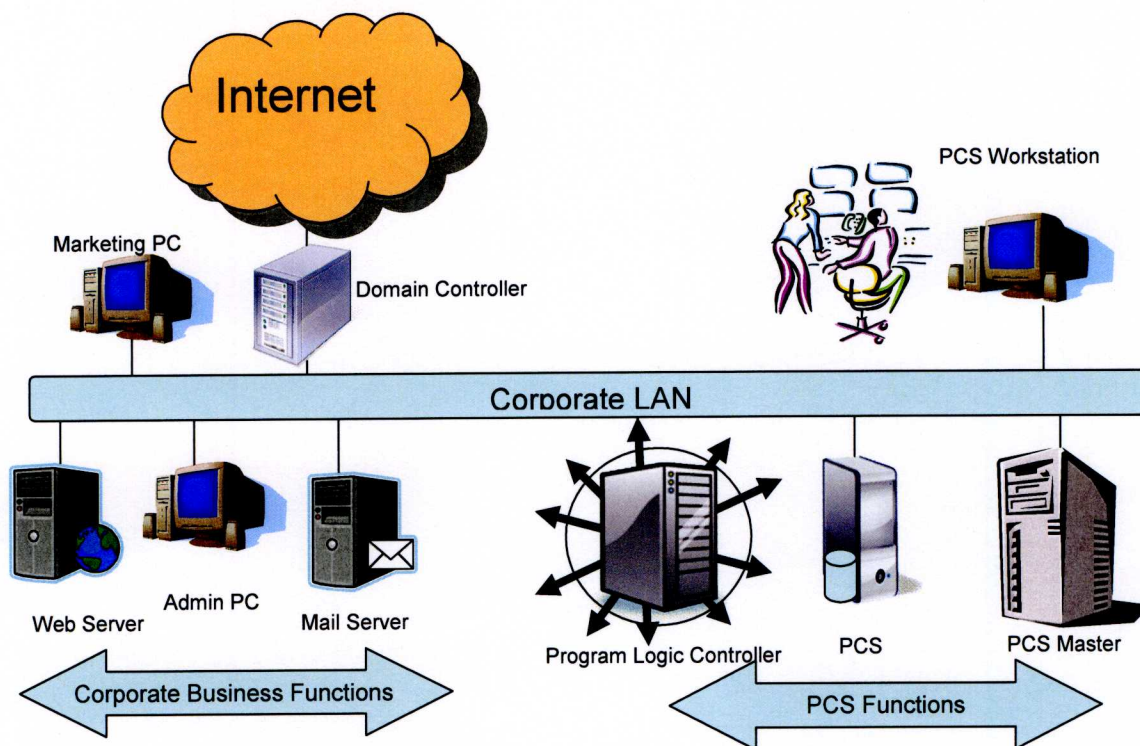 Internet
PCS Workstation
Marketing PC
Domain Controller
Corporate LAN
Web Server
Admin PC
Mail Server
Program Logic Controller
PCS
PCS Master
Corporate Business Functions
PCS Functions